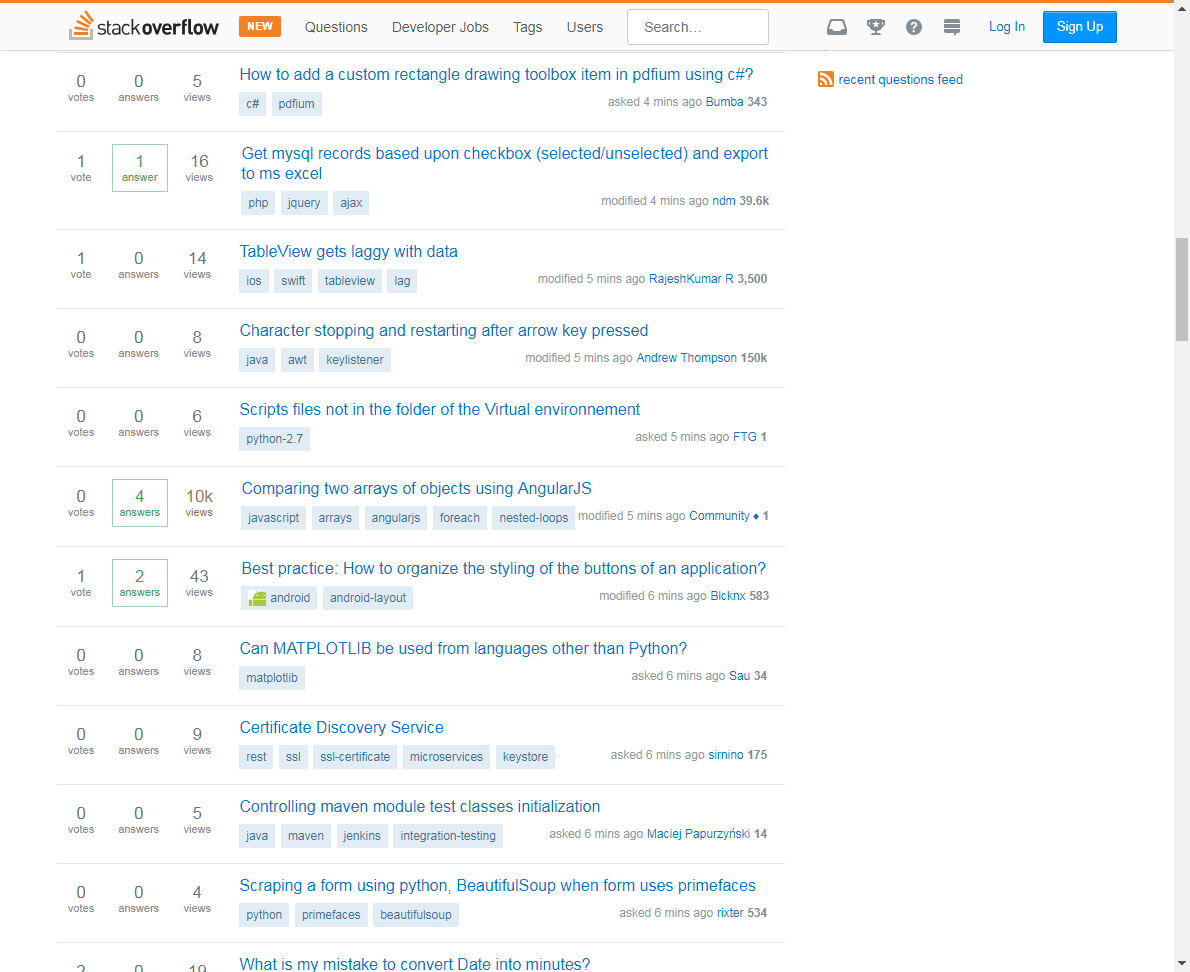 stackoverflow NEW Questions Developer Jobs Tags Users Search... Log In Sign Up
recent questions feed
0 votes 0 answers 5 views
How to add a custom rectangle drawing toolbox item in pdfium using c#?
c# pdfium
asked 4 mins ago Bumba 343
1 vote 1 answer 16 views
Get mysql records based upon checkbox (selected/unselected) and export
to ms excel
php jquery ajax
modified 4 mins ago ndm 39.6k
1 vote 0 answers 14 views
TableView gets laggy with data
ios swift tableview lag
modified 5 mins ago RajeshKumar R 3,500
0 votes 0 answers 8 views
Character stopping and restarting after arrow key pressed
java awt keylistener
modified 5 mins ago Andrew Thompson 150k
0 votes 0 answers 6 views
Scripts files not in the folder of the Virtual environnement
python-2.7
asked 5 mins ago FTG 1
0 votes 4 answers 10k views
Comparing two arrays of objects using AngularJS
javascript arrays angularjs foreach nested-loops
modified 5 mins ago Community ♦ 1
1 vote 2 answers 43 views
Best practice: How to organize the styling of the buttons of an application?
android android-layout
modified 6 mins ago Blcknx 583
0 votes 0 answers 8 views
Can MATPLOTLIB be used from languages other than Python?
matplotlib
asked 6 mins ago Sau 34
0 votes 0 answers 9 views
Certificate Discovery Service
rest ssl ssl-certificate microservices keystore
asked 6 mins ago sirnino 175
0 votes 0 answers 5 views
Controlling maven module test classes initialization
java maven jenkins integration-testing
asked 6 mins ago Maciej Papurzyński 14
0 votes 0 answers 4 views
Scraping a form using python, BeautifulSoup when form uses primefaces
python primefaces beautifulsoup
asked 6 mins ago rixter 534
2 0 19
What is my mistake to convert Date into minutes?